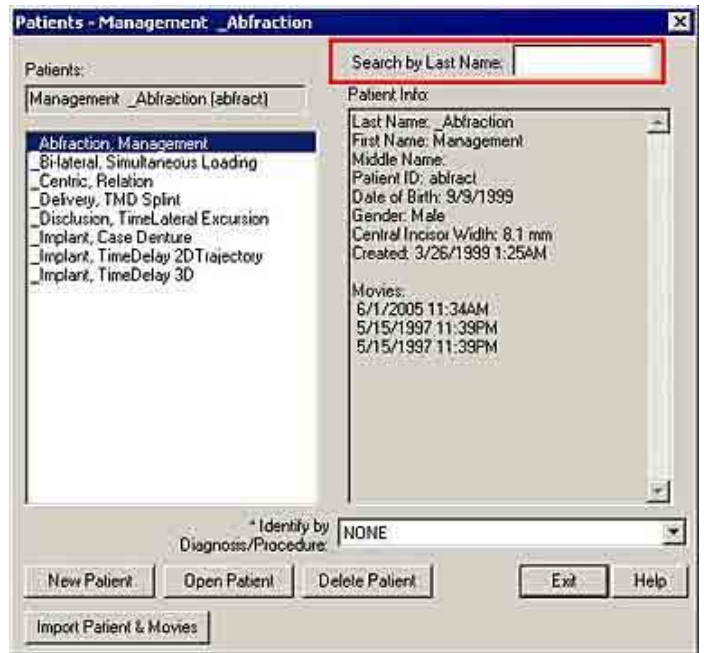 Patients - Management _Abfraction
Search by Last Name:
Patients:
Management _Abfraction (abfract)
Patient Info:
_Abfraction, Management
_Bi-lateral, Simultaneous Loading
_Centric, Relation
_Delivery, TMD Splint
_Disclusion, TimeLateral Excursion
_Implant, Case Denture
_Implant, TimeDelay 2DTrajectory
_Implant, TimeDelay 3D
Last Name: _Abfraction
First Name: Management
Middle Name:
Patient ID: abfract
Date of Birth: 9/9/1999
Gender: Male
Central Incisor Width: 8.1 mm
Created: 3/26/1999 1:25AM
Movies:
6/1/2005 11:34AM
5/15/1997 11:39PM
5/15/1997 11:39PM
* Identify by
Diagnosis/Procedure:
NONE
New Patient
Open Patient
Delete Patient
Exit
Help
Import Patient & Movies